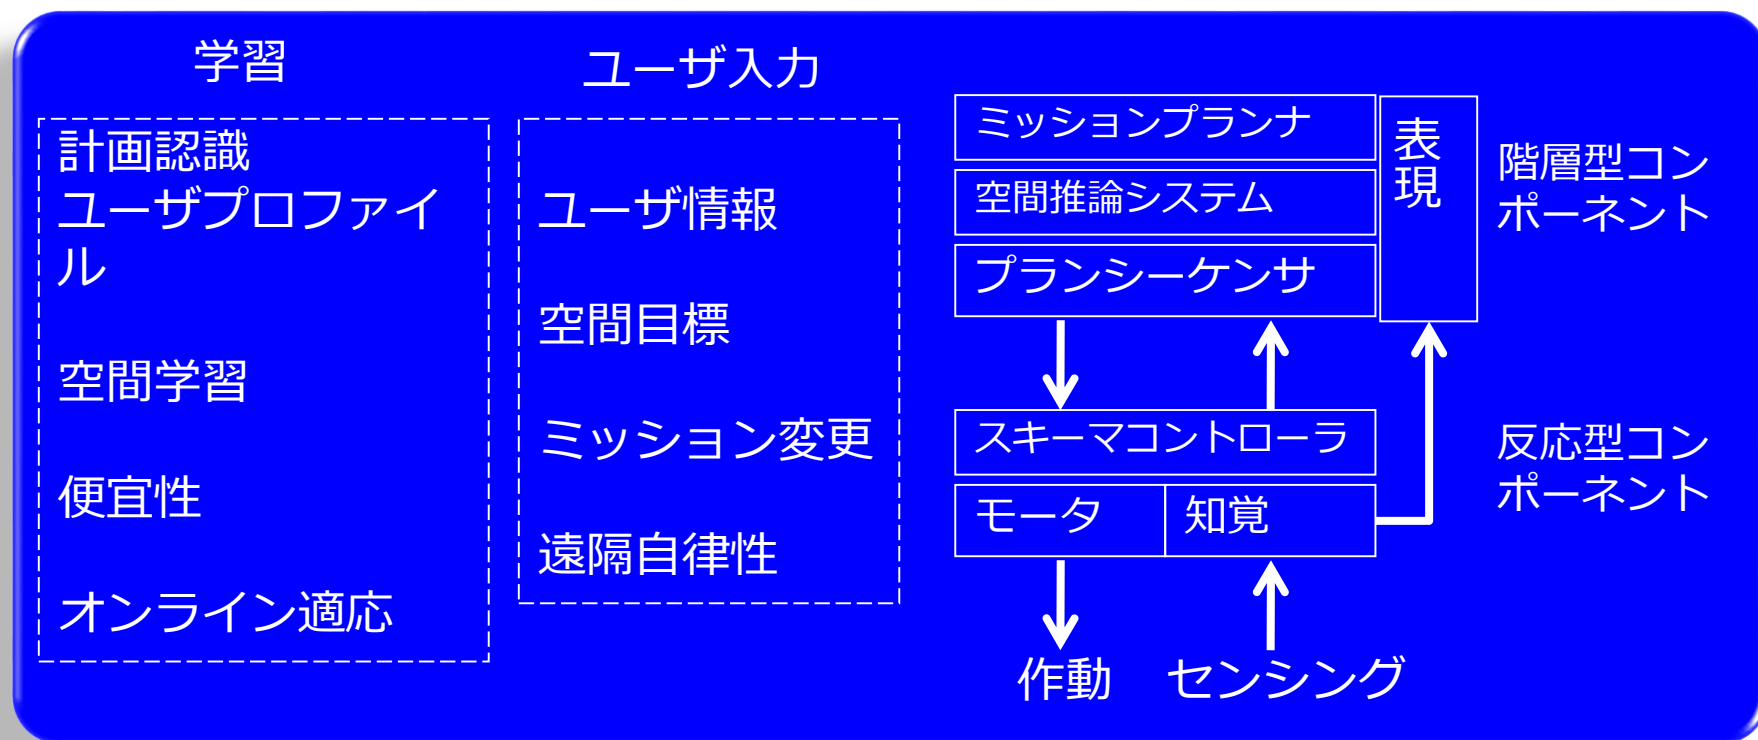 学習
計画認識
ユーザプロファイ
ル
空間学習
便宜性
オンライン適応
ユーザ入力
ユーザ情報
空間目標
ミッション変更
遠隔自律性
ミッションプランナ
空間推論システム
プランシーケンサ
表
現
階層型コン
ポーネント
スキーマコントローラ
モータ
知覚
反応型コン
ポーネント
作動
センシング